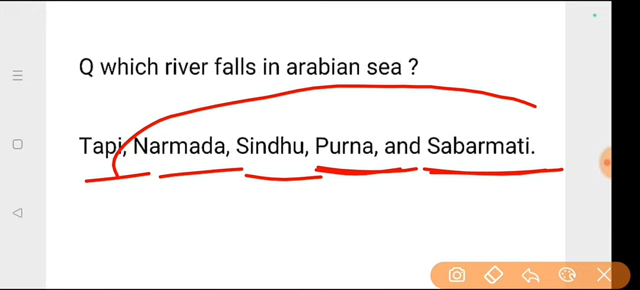 Q which river falls in arabian sea ?
Tapi, Narmada, Sindhu, Purna, and Sabarmati.